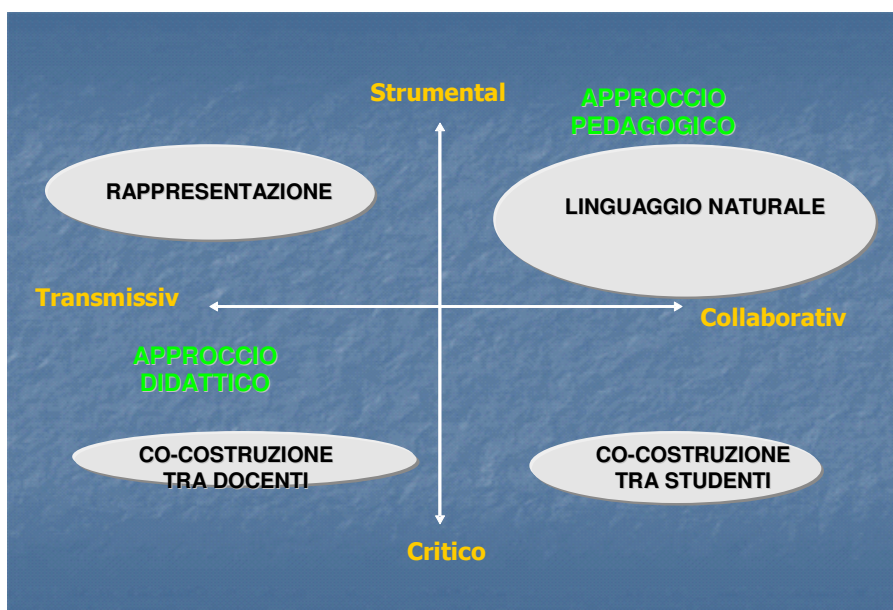 Strumental
APPROCCIO
PEDAGOGICO
RAPPRESENTAZIONE
LINGUAGGIO NATURALE
Transmissiv
Collaborativ
APPROCCIO
DIDATTICO
CO-COSTRUZIONE
TRA DOCENTI
CO-COSTRUZIONE
TRA STUDENTI
Critico